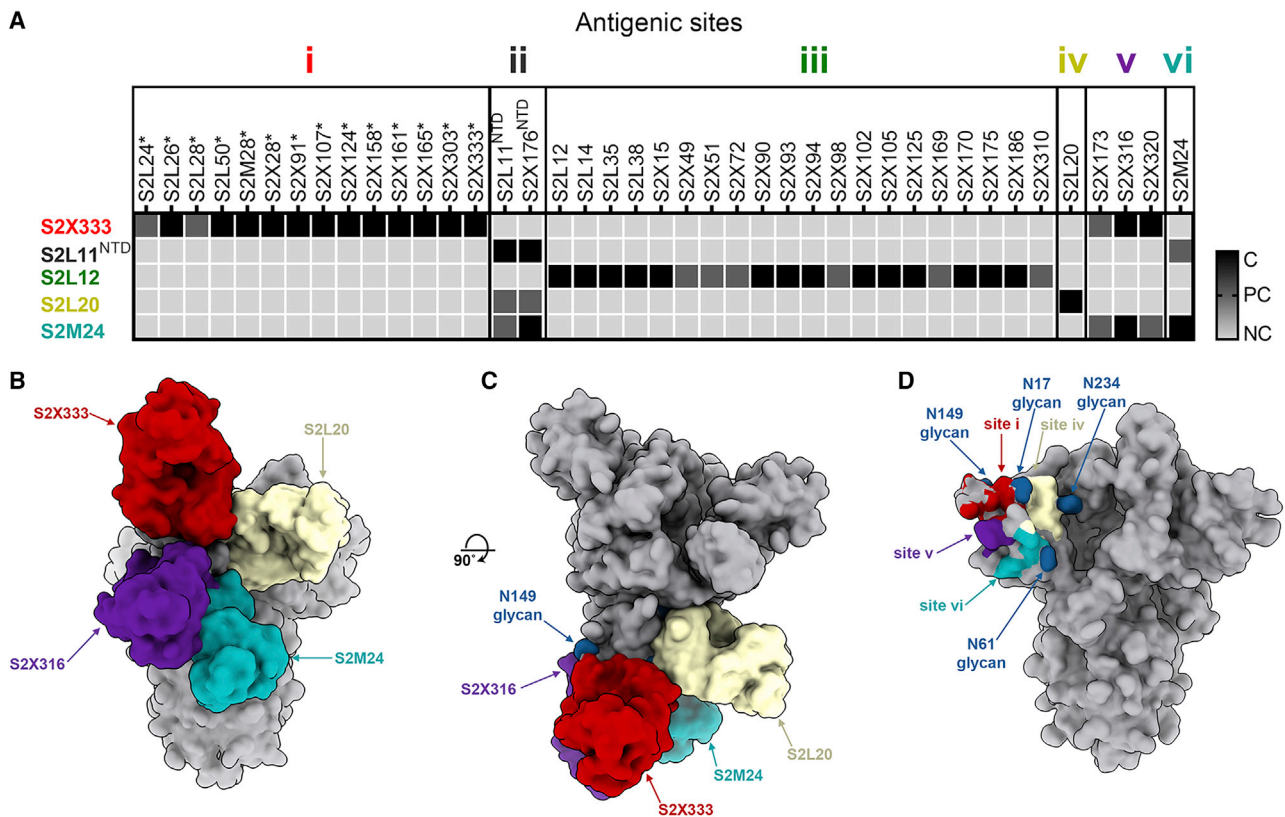 A
Antigenic sites
i ii iii iv v vi
S2L24* S2L26* S2L28* S2L50* S2M28* S2X28* S2X91* S2X107* S2X124* S2X158* S2X161* S2X165* S2X303* S2X333* S2L11NTD S2X176NTD S2L12 S2L14 S2L35 S2L38 S2X15 S2X49 S2X51 S2X72 S2X90 S2X93 S2X94 S2X98 S2X102 S2X105 S2X125 S2X169 S2X170 S2X175 S2X186 S2X310 S2L20 S2X173 S2X316 S2X320 S2M24
S2X333
S2L11NTD
S2L12
S2L20
S2M24
C
PC
NC
B
S2X333
S2L20
S2X316
S2M24
C
90°
N149
glycan
S2X316
S2L20
S2M24
S2X333
D
N17
glycan
N234
glycan
N149
glycan
site i
site iv
site v
site vi
N61
glycan